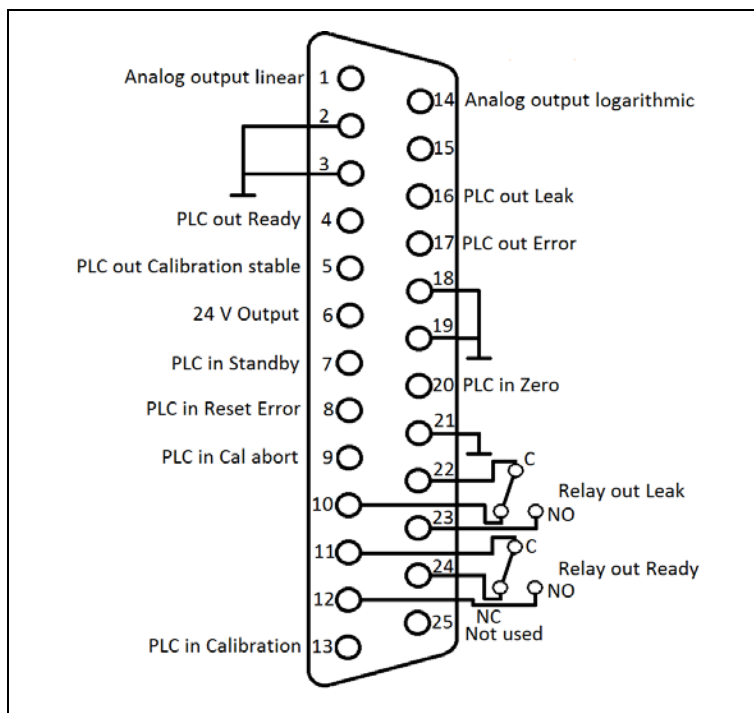 Analog output linear 1
14 Analog output logarithmic
2
15
3
16 PLC out Leak
PLC out Ready 4
17 PLC out Error
PLC out Calibration stable 5
18
24 V Output 6
19
PLC in Standby 7
20 PLC in Zero
PLC in Reset Error 8
21
PLC in Cal abort 9
22 C
Relay out Leak
10
23 NO
11
C
24 Relay out Ready
NO
12
NC
25 Not used
PLC in Calibration 13